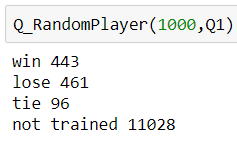 Q_RandomPlayer(1000,Q1)
win 443
lose 461
tie 96
not trained 11028